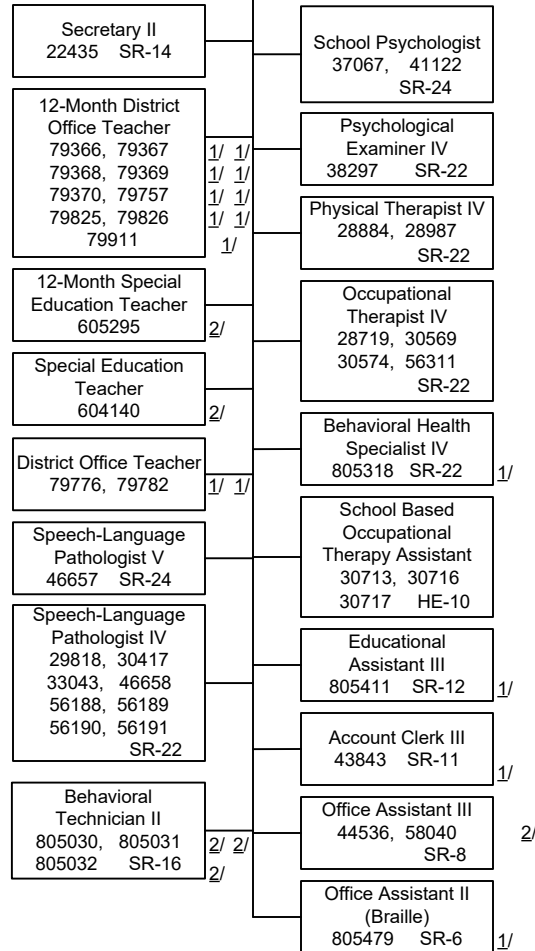 Secretary II
22435 SR-14
12-Month District
Office Teacher
79366, 79367
1/ 1/
79368, 79369
1/ 1/
79370, 79757
1/ 1/
79825, 79826
1/ 1/
79911
1/
12-Month Special
Education Teacher
605295
2/
Special Education
Teacher
604140
2/
District Office Teacher
79776, 79782
1/ 1/
Speech-Language
Pathologist V
46657 SR-24
Speech-Language
Pathologist IV
29818, 30417
33043, 46658
56188, 56189
56190, 56191
SR-22
Behavioral
Technician II
805030, 805031
2/ 2/
805032 SR-16
2/
School Psychologist
37067, 41122
SR-24
Psychological
Examiner IV
38297 SR-22
Physical Therapist IV
28884, 28987
SR-22
Occupational
Therapist IV
28719, 30569
30574, 56311
SR-22
Behavioral Health
Specialist IV
805318 SR-22
1/
School Based
Occupational
Therapy Assistant
30713, 30716
30717 HE-10
Educational
Assistant III
805411 SR-12
1/
Account Clerk III
43843 SR-11
1/
Office Assistant III
44536, 58040
2/
SR-8
Office Assistant II
(Braille)
805479 SR-6
1/